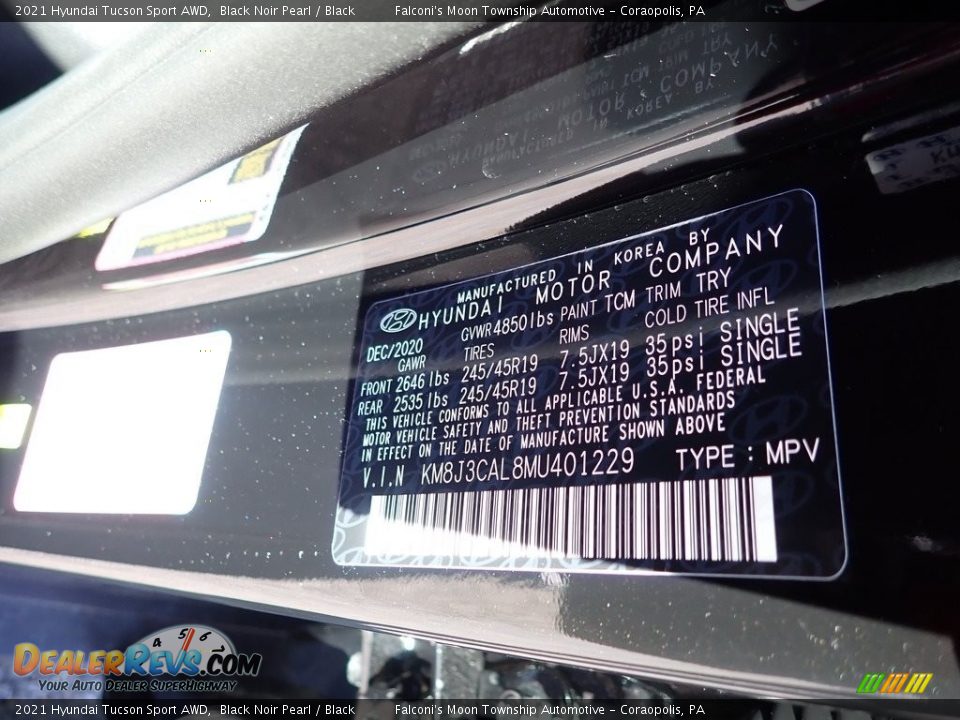 2021 Hyundai Tucson Sport AWD, Black Noir Pearl / Black Falconi's Moon Township Automotive - Coraopolis, PA
MANUFACTURED IN KOREA BY
HYUNDAI MOTOR COMPANY
DEC/2020 GVWR 4850 lbs PAINT TCM TRIM TRY
GAWR TIRES RIMS COLD TIRE INFL
FRONT 2646 lbs 245/45R19 7.5JX19 35psi SINGLE
REAR 2535 lbs 245/45R19 7.5JX19 35psi SINGLE
THIS VEHICLE CONFORMS TO ALL APPLICABLE U.S.A. FEDERAL
MOTOR VEHICLE SAFETY AND THEFT PREVENTION STANDARDS
IN EFFECT ON THE DATE OF MANUFACTURE SHOWN ABOVE
V.I.N KM8J3CAL8MU401229 TYPE : MPV
4 5 6
DEALERREVS.COM
YOUR AUTO DEALER SUPERHIGHWAY
2021 Hyundai Tucson Sport AWD, Black Noir Pearl / Black Falconi's Moon Township Automotive - Coraopolis, PA